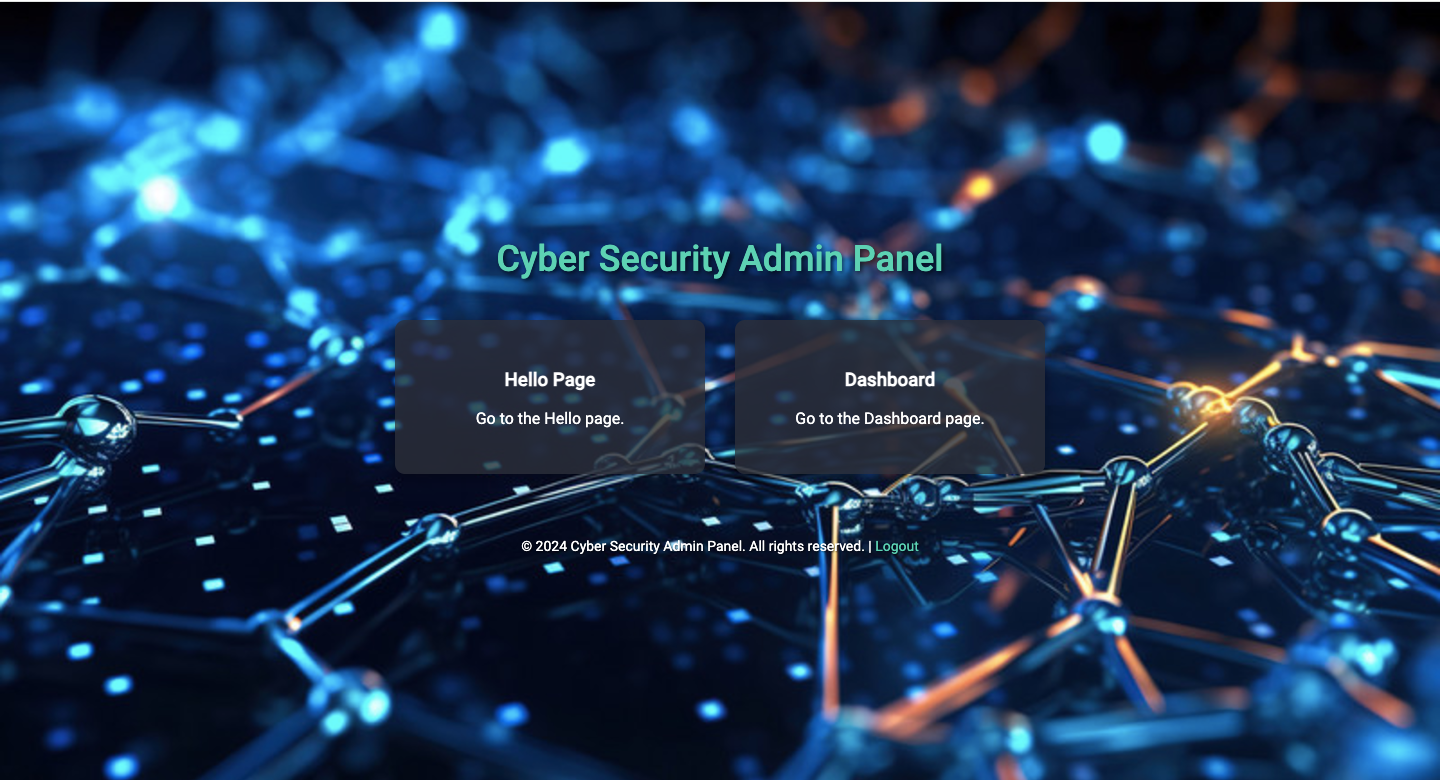 Cyber Security Admin Panel
Hello Page
Go to the Hello page.
Dashboard
Go to the Dashboard page.
© 2024 Cyber Security Admin Panel. All rights reserved. | Logout